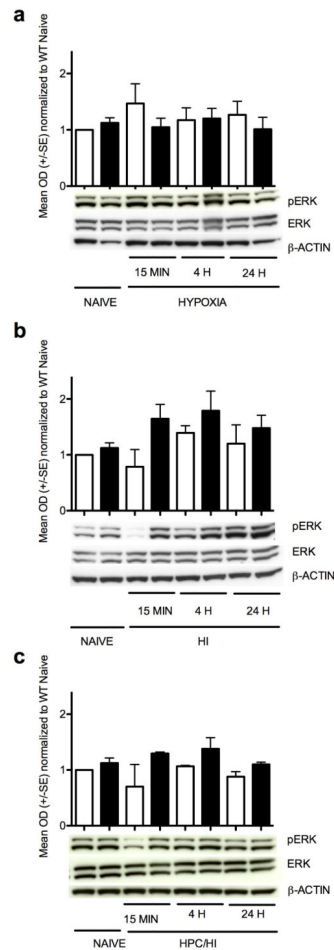 a
Mean OD (+/-SE) normalized to WT Naive
2
1
0
pERK
ERK
β-ACTIN
15 MIN 4 H 24 H
NAIVE HYPOXIA
b
Mean OD (+/-SE) normalized to WT Naive
2
1
0
pERK
ERK
β-ACTIN
15 MIN 4 H 24 H
NAIVE HI
c
Mean OD (+/-SE) normalized to WT Naive
2
1
0
pERK
ERK
β-ACTIN
15 MIN 4 H 24 H
NAIVE HPC/HI